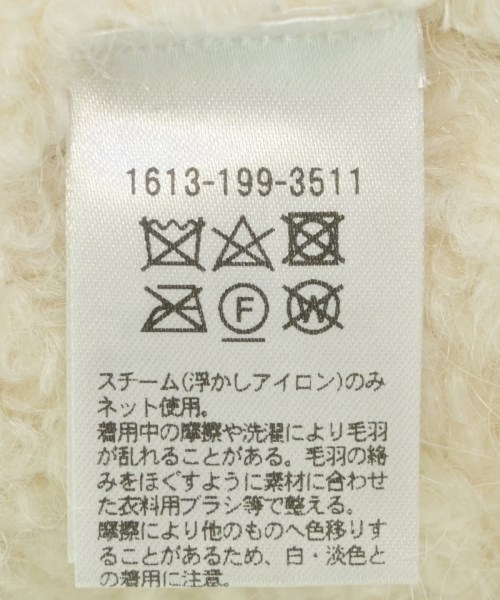 1613-199-3511
F
W
スチーム(浮かしアイロン)のみ
ネット使用。
着用中の摩擦や洗濯により毛羽
が乱れることがある。毛羽の絡
みをほぐすように素材に合わせ
た衣料用ブラシ等で整える。
摩擦により他のものへ色移りす
ることがあるため、白・淡色と
の着用に注意。